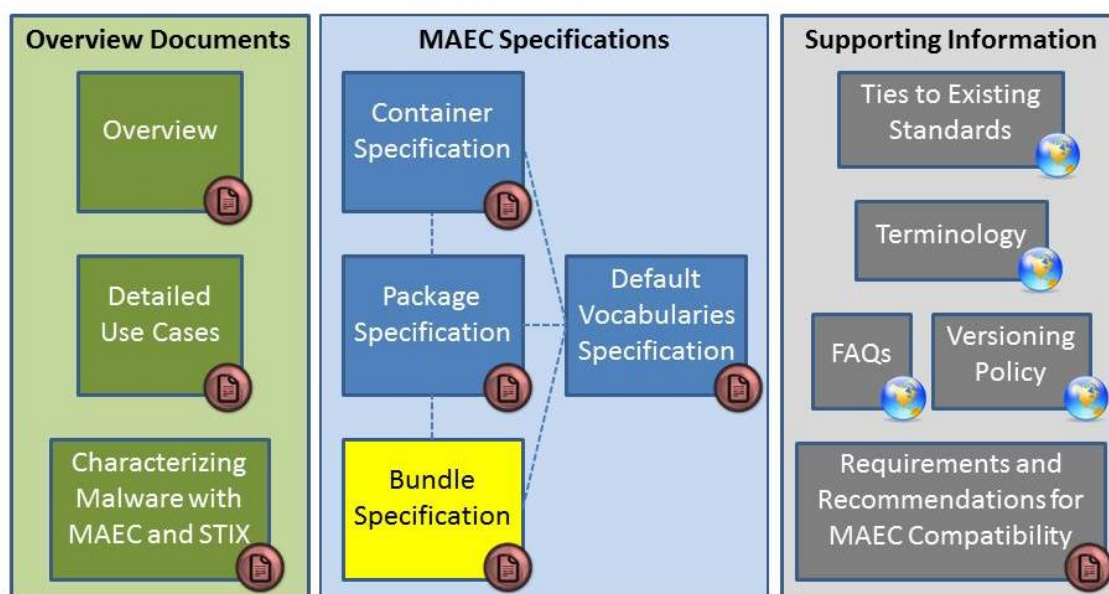 Overview Documents
Overview
Detailed
Use Cases
Characterizing
Malware with
MAEC and STIX
MAEC Specifications
Container
Specification
Package
Specification
Bundle
Specification
Default
Vocabularies
Specification
Supporting Information
Ties to Existing
Standards
Terminology
FAQs
Versioning
Policy
Requirements and
Recommendations for
MAEC Compatibility